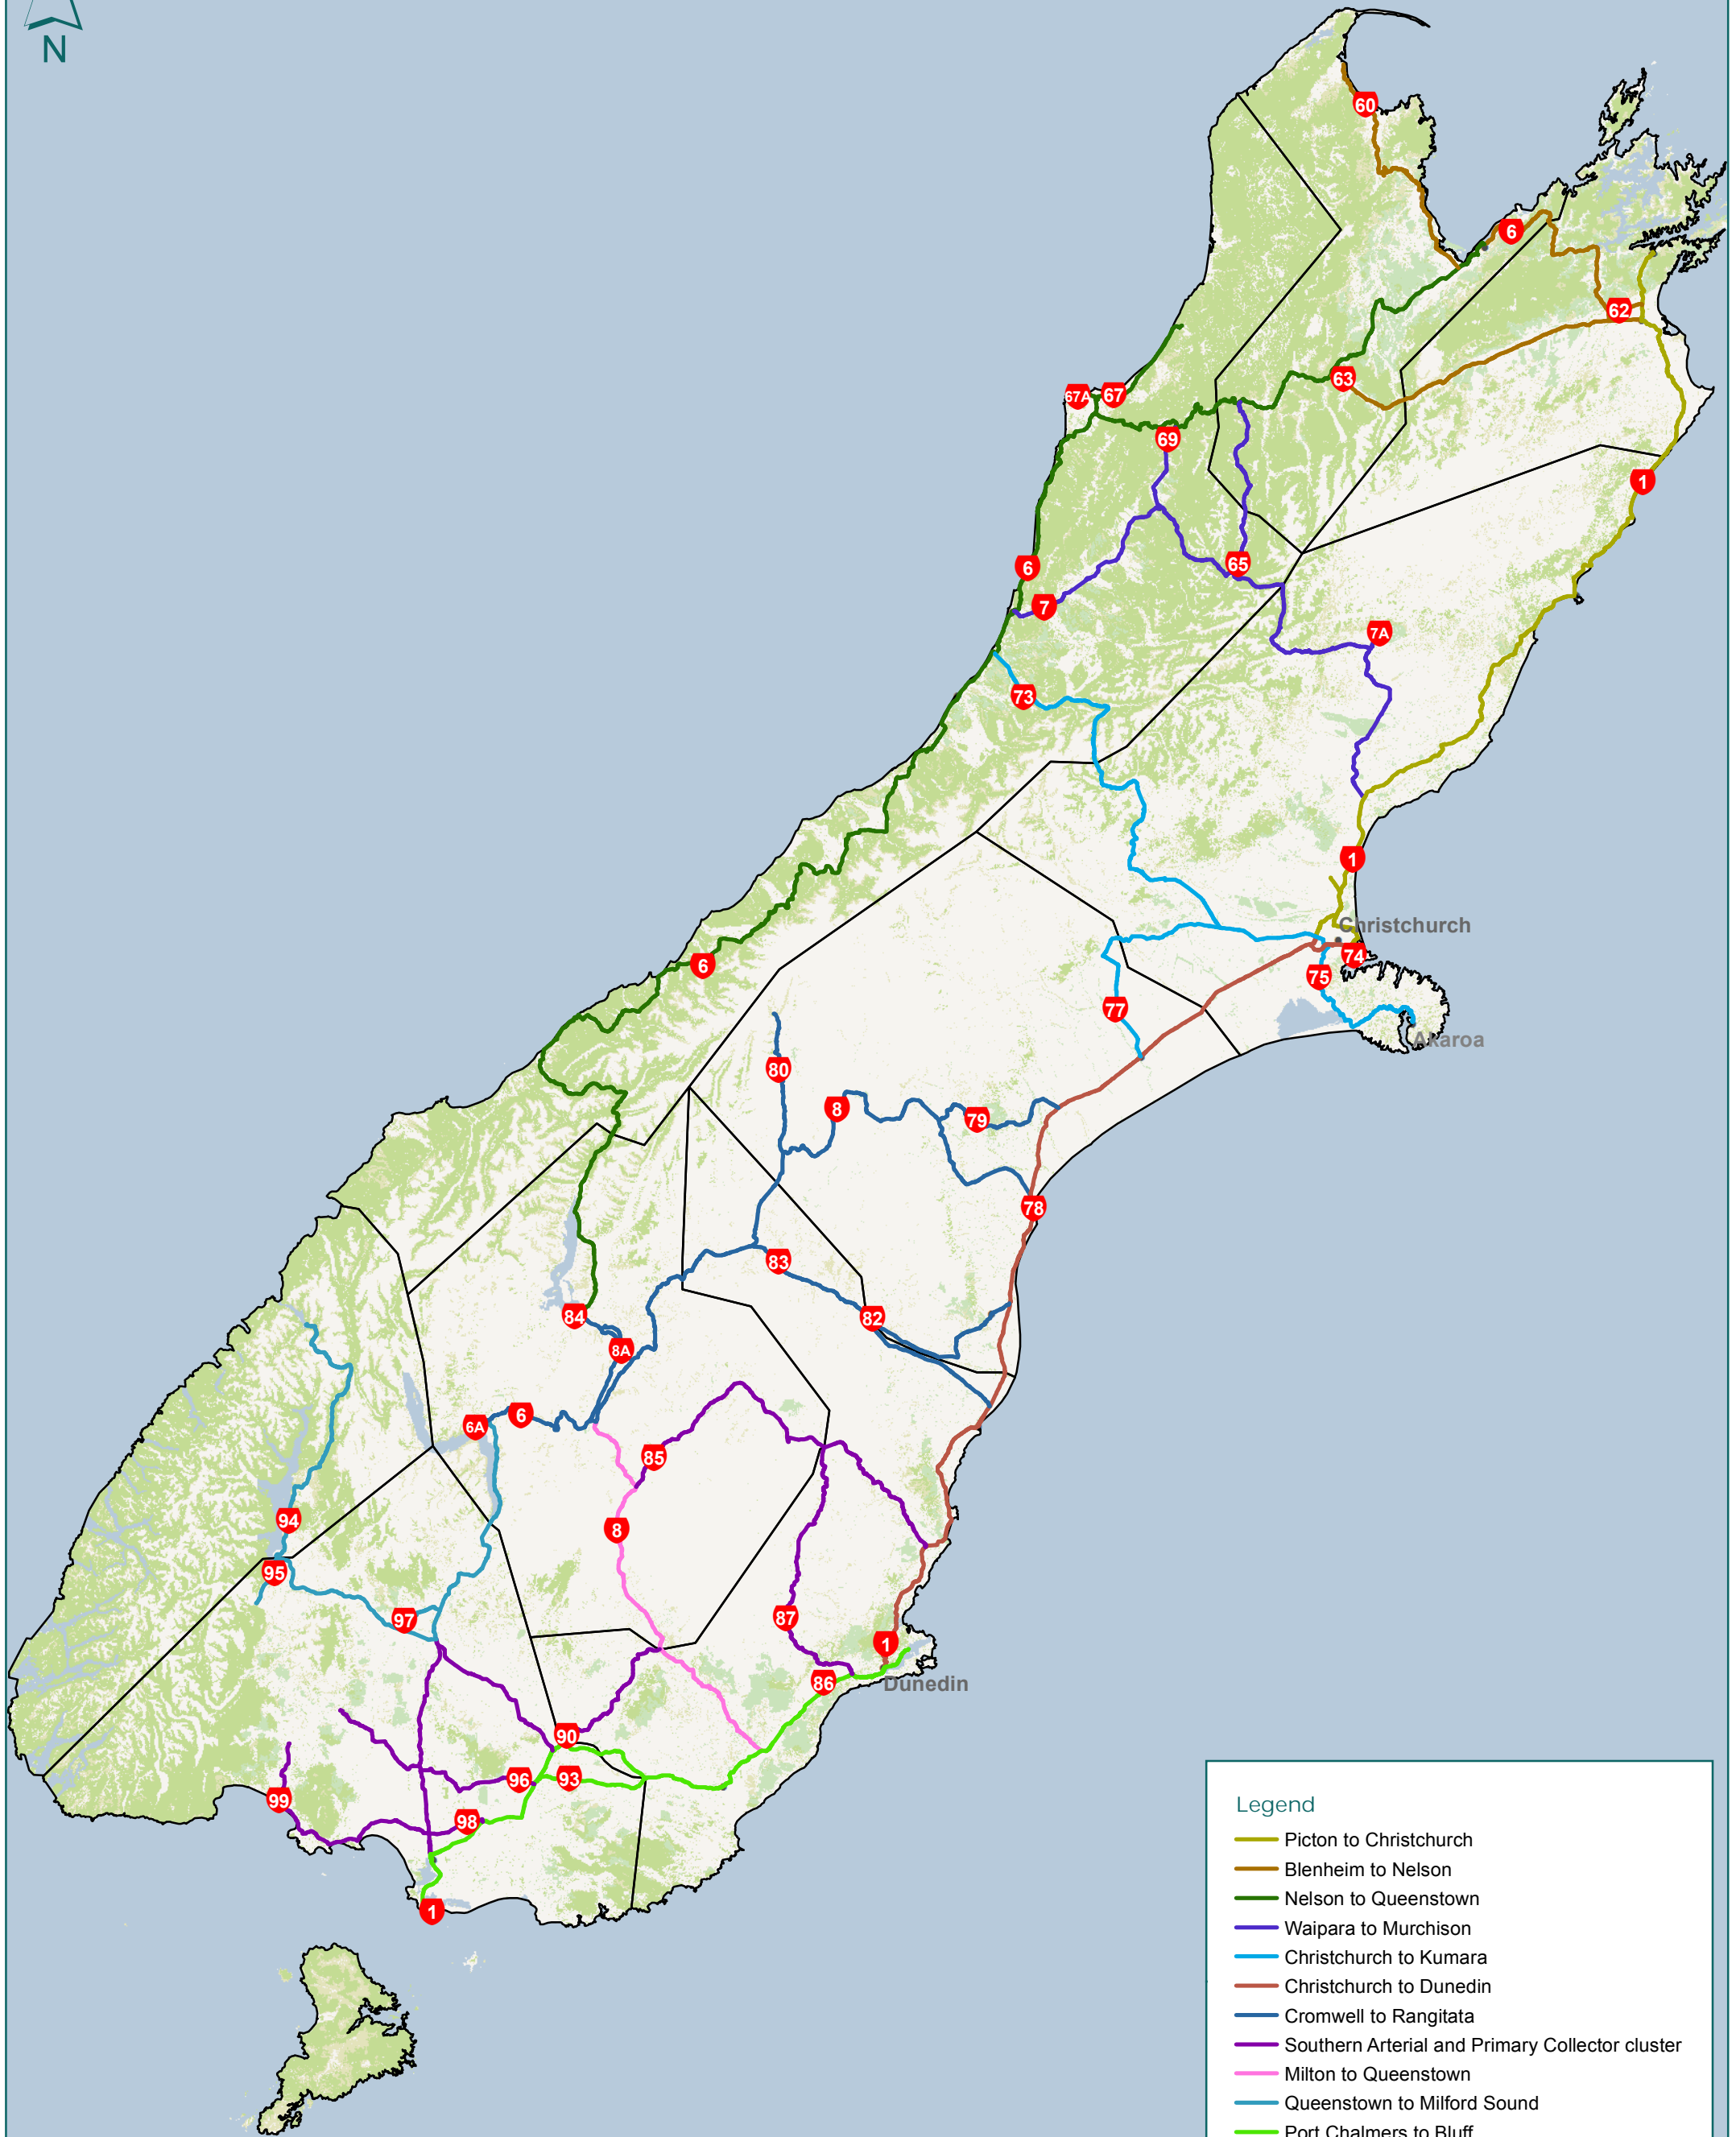 N
60
6
62
63
67A
67
69
1
65
6
7
7A
73
1
Christchurch
74
75
6
77
Akaroa
80
8
79
78
83
82
84
8A
6
6A
85
94
8
95
97
87
1
86
Dunedin
90
96
93
99
98
1
Legend
Picton to Christchurch
Blenheim to Nelson
Nelson to Queenstown
Waipara to Murchison
Christchurch to Kumara
Christchurch to Dunedin
Cromwell to Rangitata
Southern Arterial and Primary Collector cluster
Milton to Queenstown
Queenstown to Milford Sound
Port Chalmers to Bluff